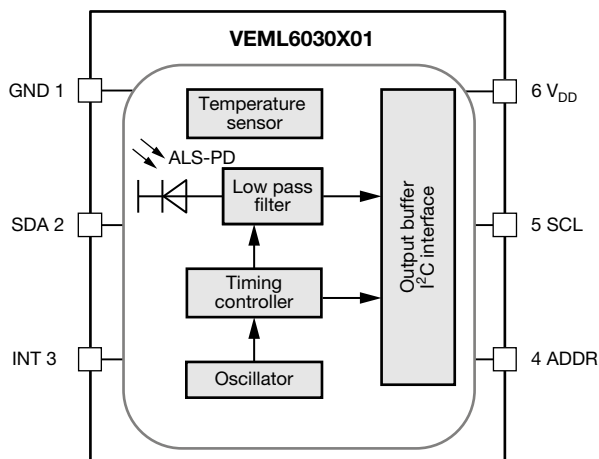 VEML6030X01
GND 1
6 VDD
Temperature
sensor
ALS-PD
Low pass
filter
SDA 2
5 SCL
Output buffer
I²C interface
Timing
controller
INT 3
4 ADDR
Oscillator